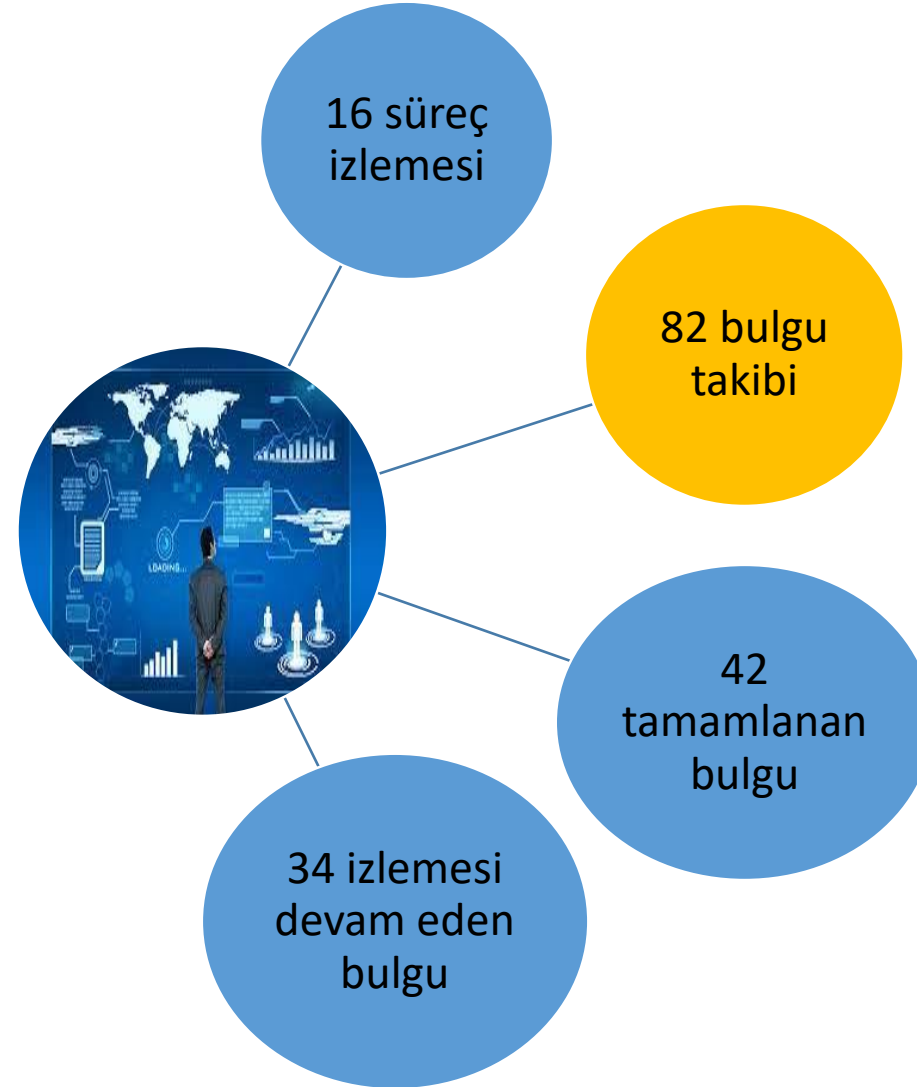 16 süreç
izlemesi
82 bulgu
takibi
LOADING...
42
tamamlanan
bulgu
34 izlemesi
devam eden
bulgu